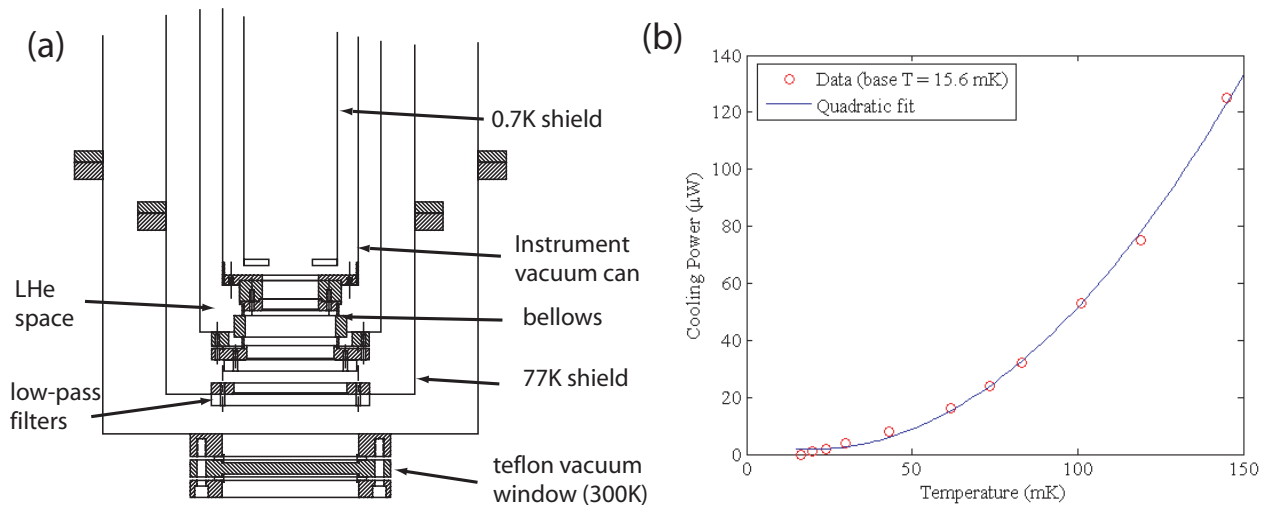 (a)
0.7K shield
Instrument
vacuum can
LHe
space
bellows
77K shield
low-pass
filters
teflon vacuum
window (300K)
(b)
Data (base T = 15.6 mK)
Quadratic fit
Cooling Power (µW)
140
120
100
80
60
40
20
0
0
50
100
150
Temperature (mK)